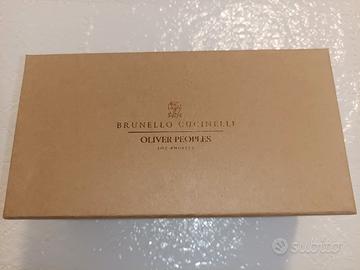 BRUNELLO CUCINELLI
OLIVER PEOPLES
LOS ANGELES
subito